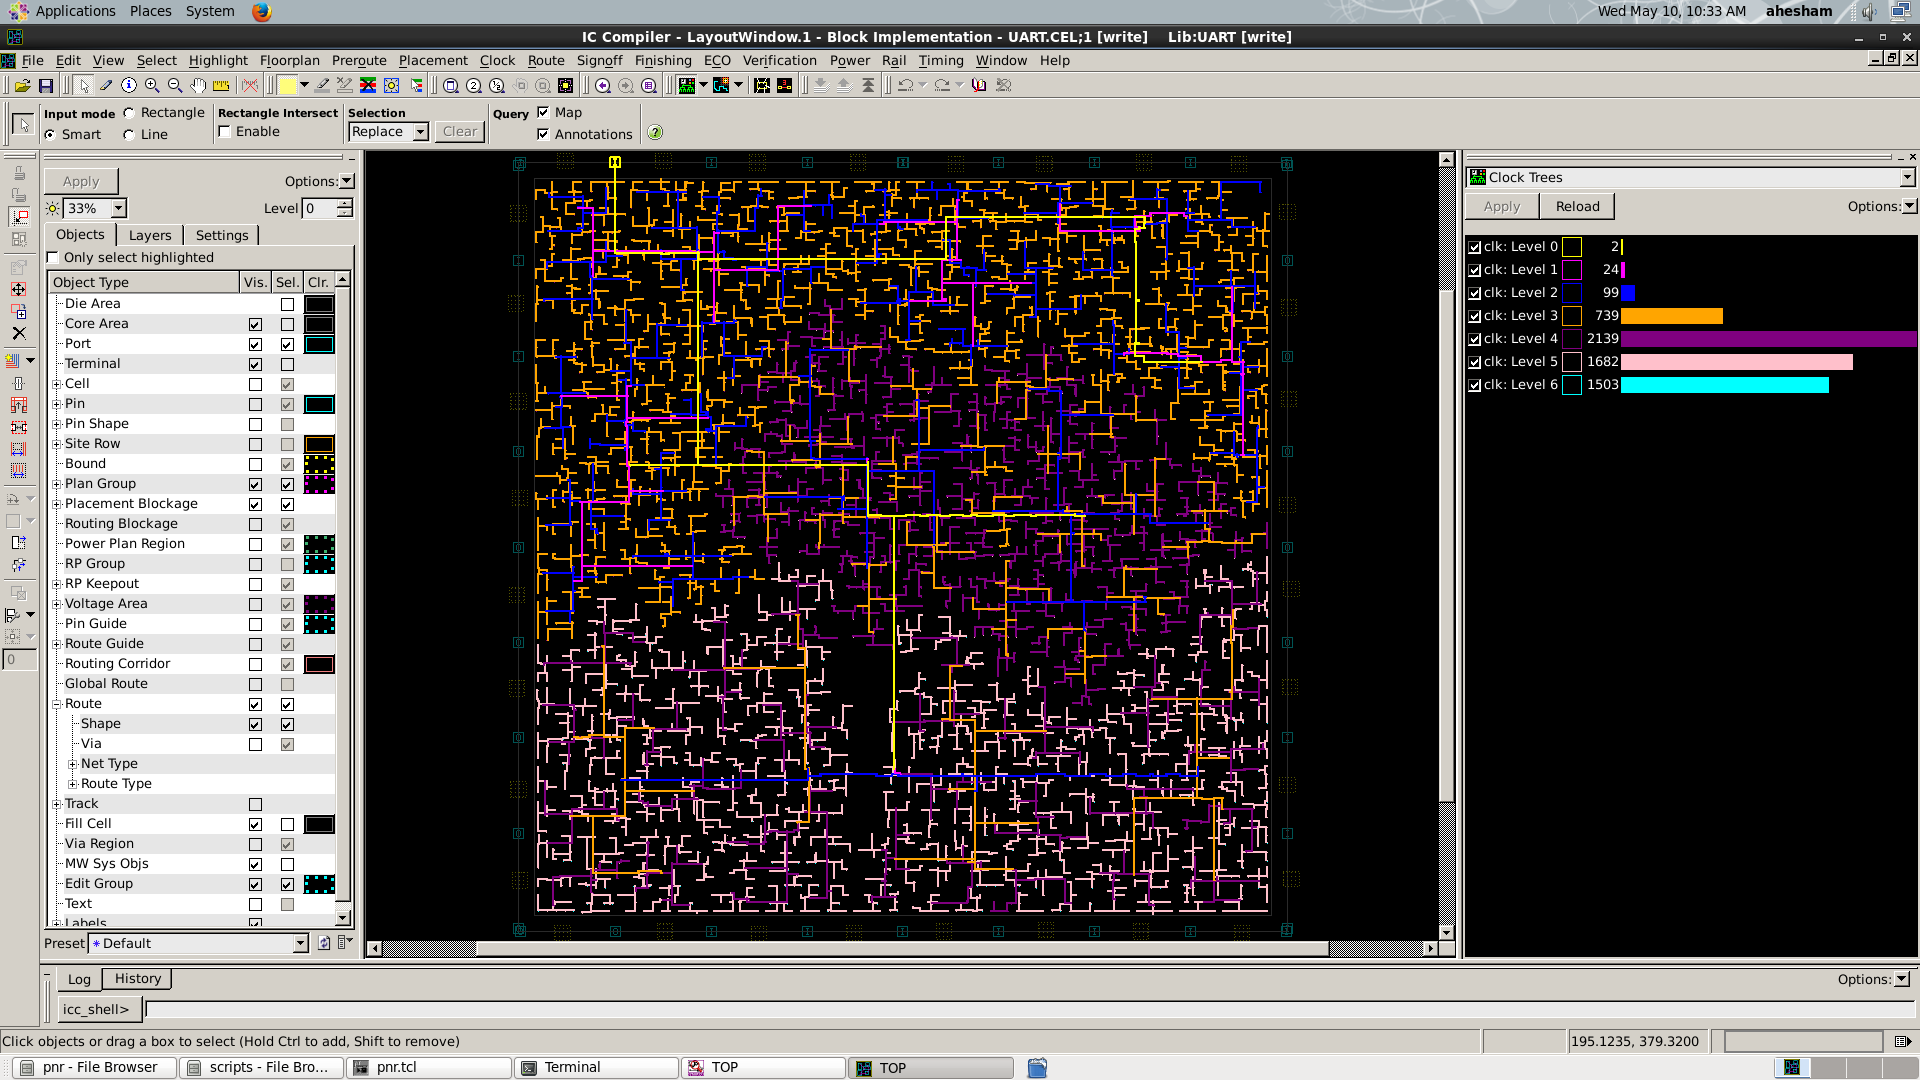 Applications Places System Wed May 10, 10:33 AM ahesham
IC Compiler - LayoutWindow.1 - Block Implementation - UART.CEL;1 [write] Lib:UART [write]
File Edit View Select Highlight Floorplan Preroute Placement Clock Route Signoff Finishing ECO Verification Power Rail Timing Window Help
Input mode Rectangle Rectangle Intersect Selection Query Map
Smart Line Enable Replace Clear Annotations
Apply Options:
33% Level 0
Objects Layers Settings
Only select highlighted
Object Type Vis. Sel. Clr.
Die Area
Core Area
Port
Terminal
Cell
Pin
Pin Shape
Site Row
Bound
Plan Group
Placement Blockage
Routing Blockage
Power Plan Region
RP Group
RP Keepout
Voltage Area
Pin Guide
Route Guide
Routing Corridor
Global Route
Route
Shape
Via
Net Type
Route Type
Track
Fill Cell
Via Region
MW Sys Objs
Edit Group
Text
Labels
Preset Default
0
Clock Trees
Apply Reload Options:
clk: Level 0 2
clk: Level 1 24
clk: Level 2 99
clk: Level 3 739
clk: Level 4 2139
clk: Level 5 1682
clk: Level 6 1503
Log History Options:
icc_shell>
Click objects or drag a box to select (Hold Ctrl to add, Shift to remove) 195.1235, 379.3200
pnr - File Browser scripts - File Bro... pnr.tcl Terminal TOP TOP